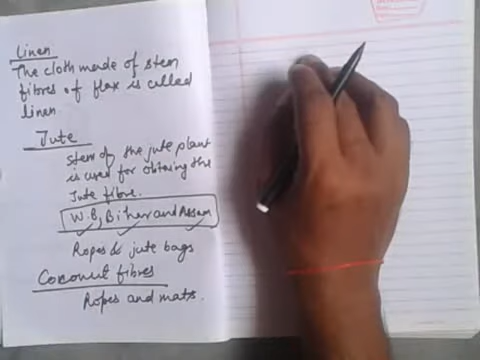 Linen
The cloth made of stem
fibres of flax is called
linen
Jute
stem of the jute plant
is used for obtaining the
Jute fibre.
W.B, Bihar and Assam
Ropes & jute bags
Coconut fibres
Ropes and mats.